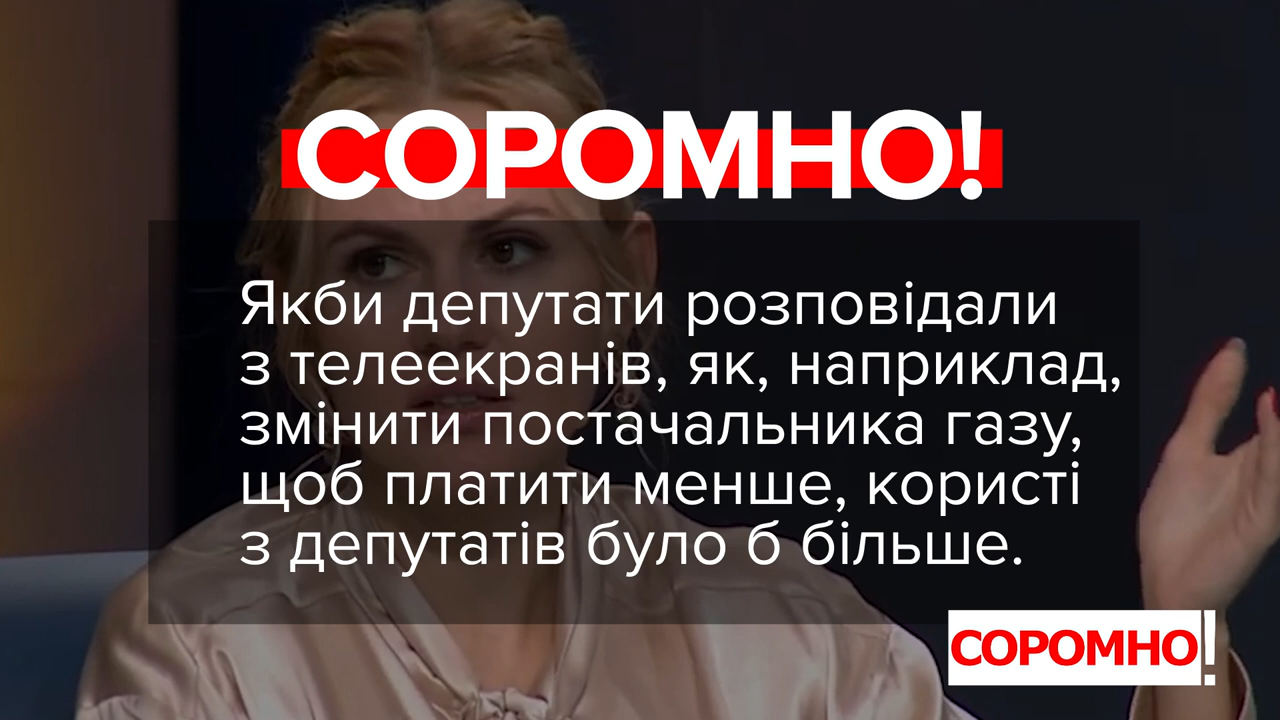 СОРОМНО!
Якби депутати розповідали
з телеекранів, як, наприклад,
змінити постачальника газу,
щоб платити менше, користі
з депутатів було б більше.
СОРОМНО!